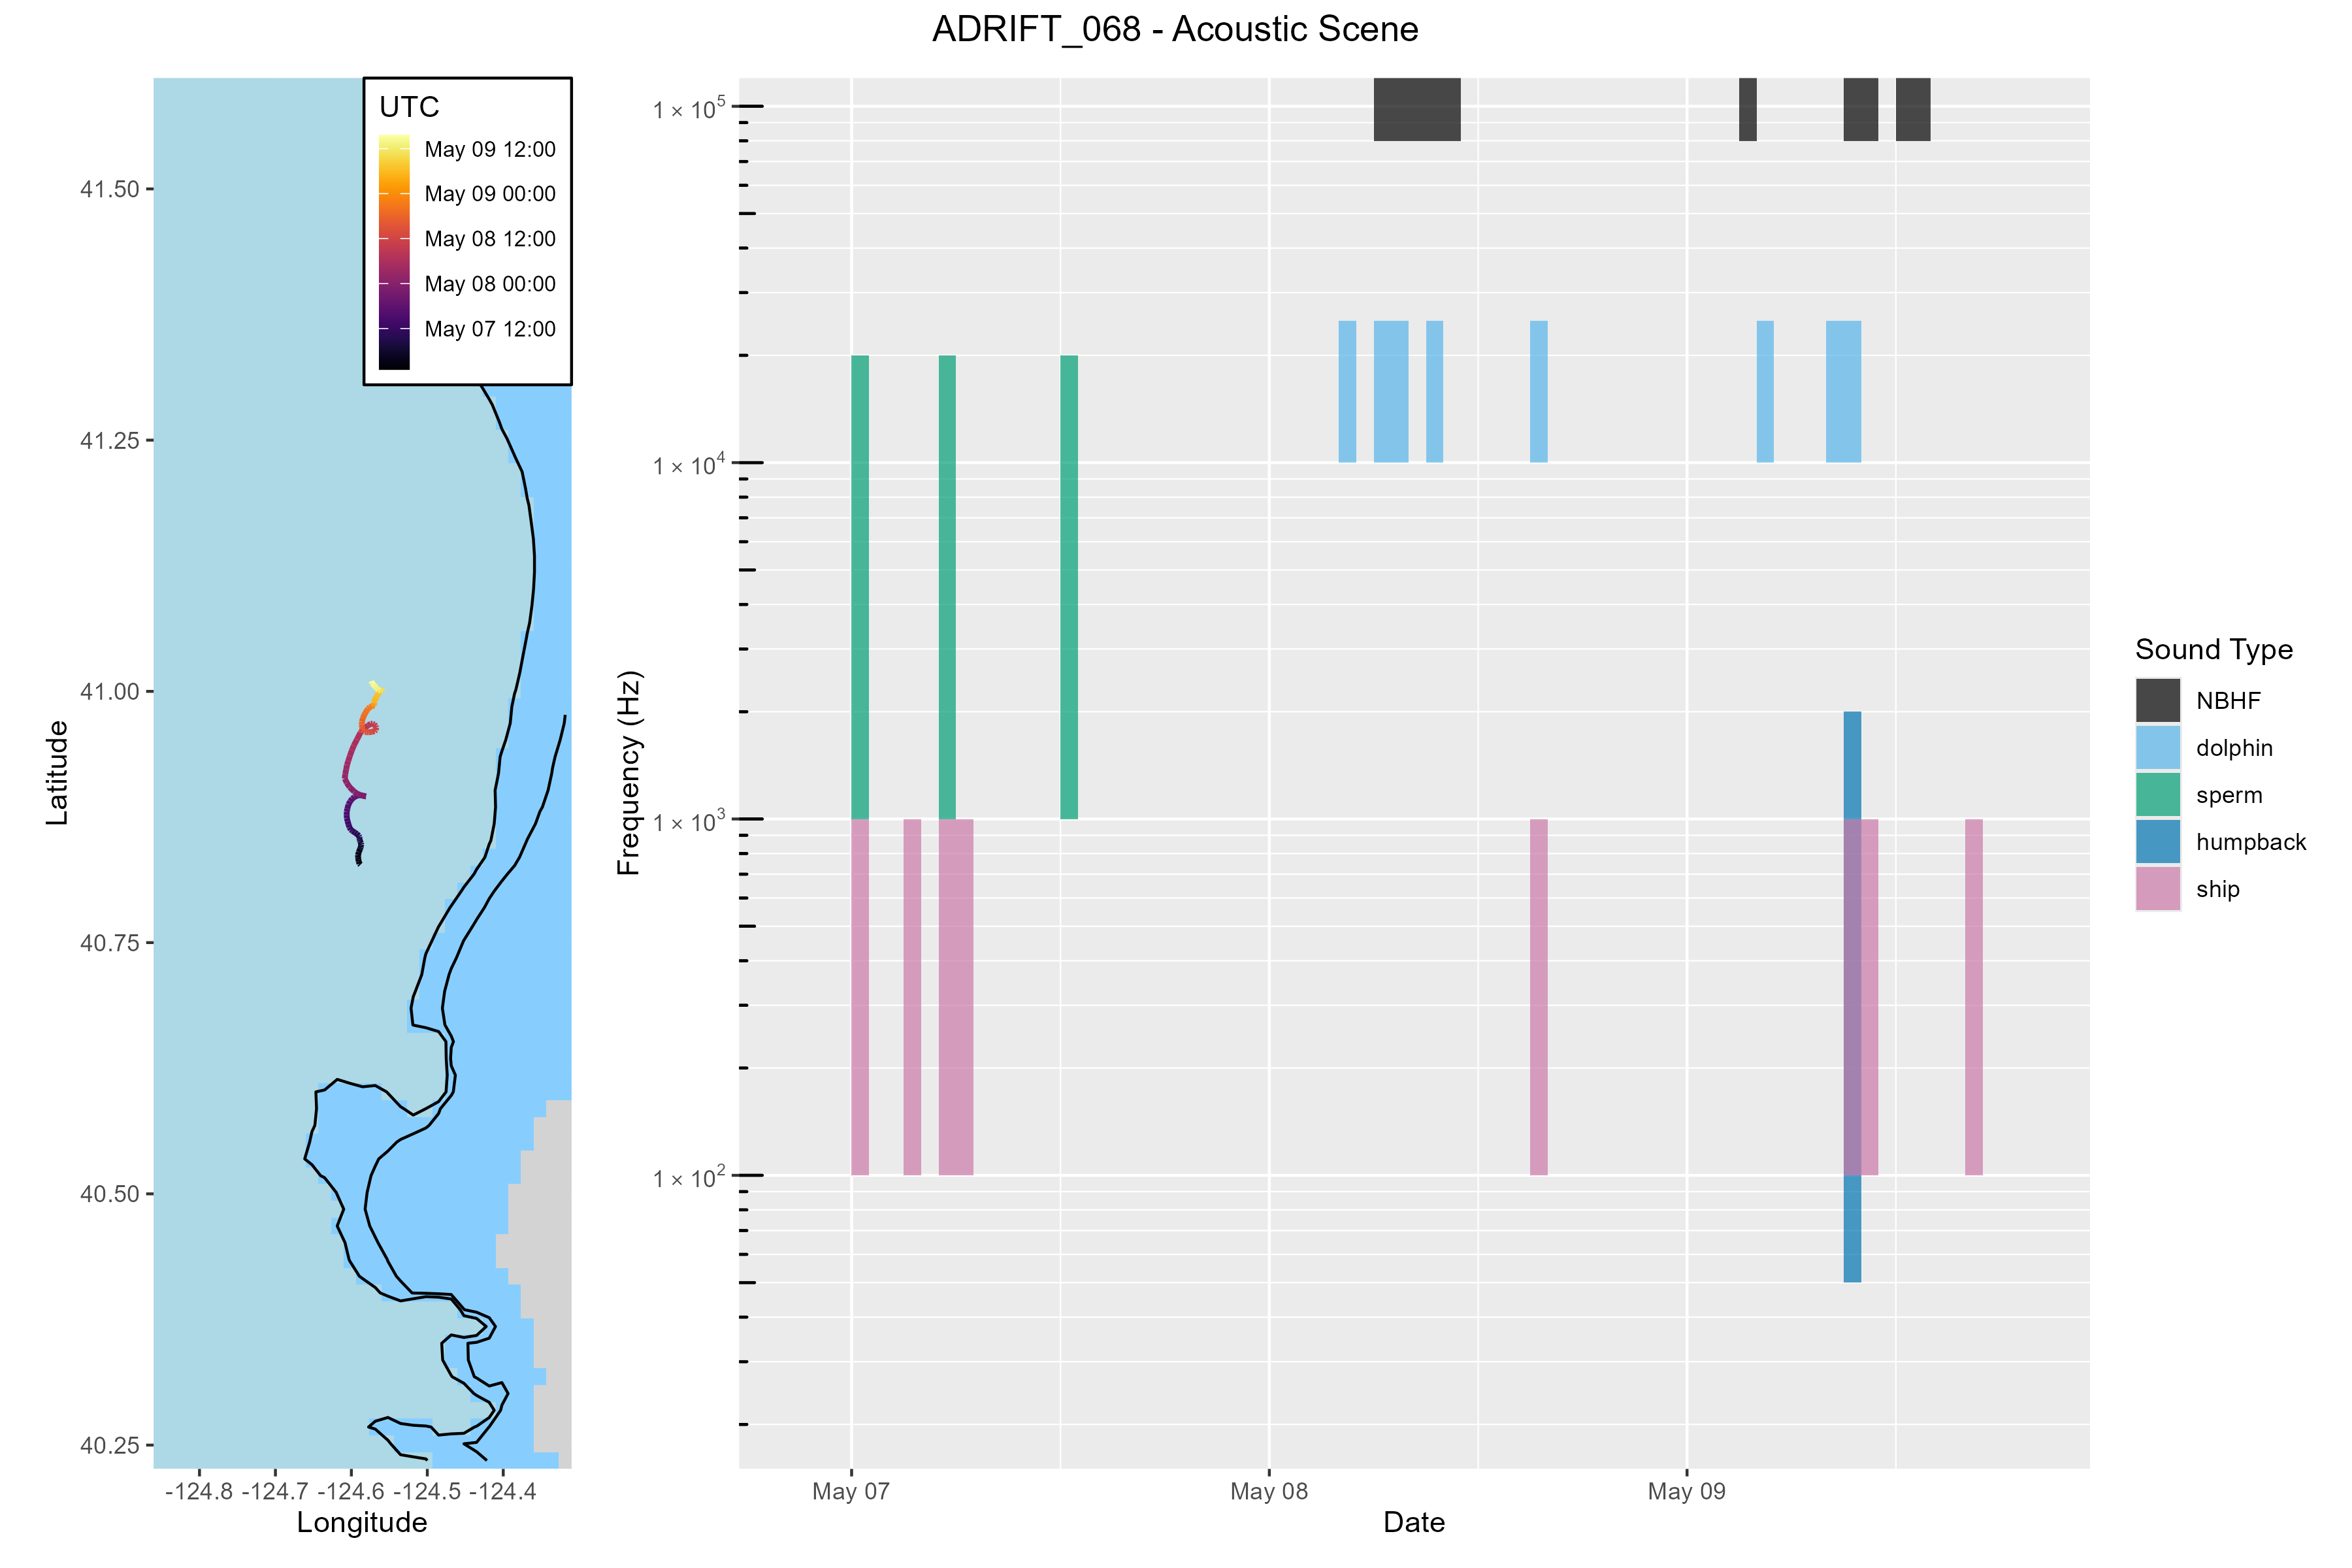 ADRIFT_068 - Acoustic Scene
UTC
May 09 12:00
May 09 00:00
May 08 12:00
May 08 00:00
May 07 12:00
41.50
41.25
41.00
40.75
40.50
40.25
Latitude
-124.8 -124.7 -124.6 -124.5 -124.4
Longitude
1 × 10⁵
1 × 10⁴
1 × 10³
1 × 10²
Frequency (Hz)
May 07 May 08 May 09
Date
Sound Type
NBHF
dolphin
sperm
humpback
ship